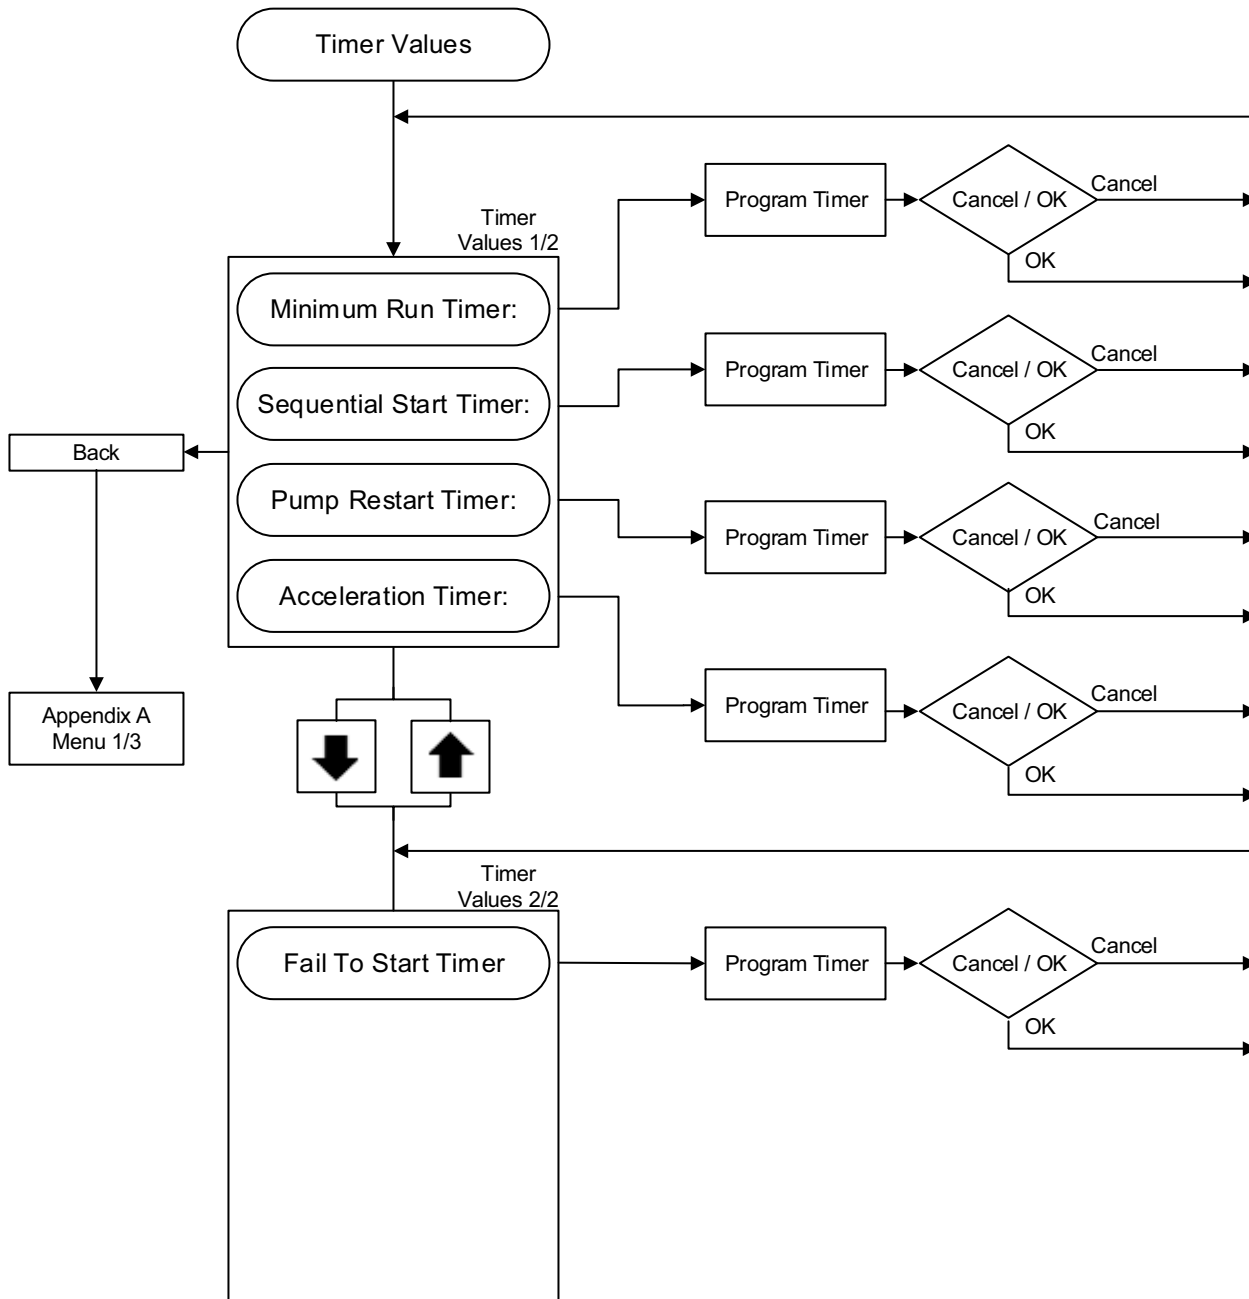 Timer Values
Timer
Values 1/2
Minimum Run Timer:
Program Timer
Cancel / OK
Cancel
OK
Sequential Start Timer:
Program Timer
Cancel / OK
Cancel
OK
Back
Pump Restart Timer:
Program Timer
Cancel / OK
Cancel
OK
Acceleration Timer:
Program Timer
Cancel / OK
Cancel
OK
Appendix A
Menu 1/3
Timer
Values 2/2
Fail To Start Timer
Program Timer
Cancel / OK
Cancel
OK